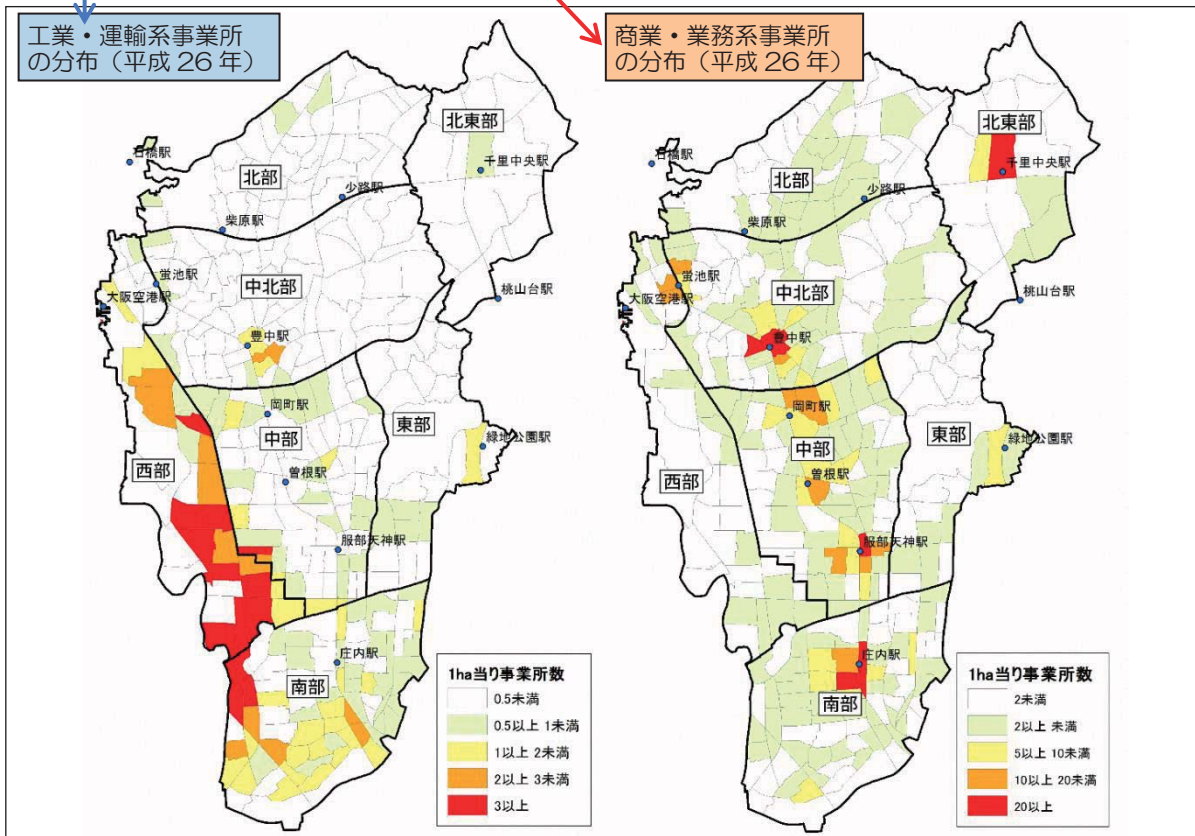 工業・運輸系事業所
の分布（平成 26 年）
商業・業務系事業所
の分布（平成 26 年）
北東部
石橋駅
千里中央駅
北部
少路駅
柴原駅
蛍池駅
中北部
大阪空港駅
桃山台駅
豊中駅
岡町駅
東部
中部
緑地公園駅
西部
曽根駅
服部天神駅
庄内駅
南部
1ha当り事業所数
0.5未満
0.5以上 1未満
1以上 2未満
2以上 3未満
3以上
北東部
石橋駅
千里中央駅
北部
少路駅
柴原駅
蛍池駅
中北部
大阪空港駅
桃山台駅
豊中駅
岡町駅
東部
中部
緑地公園駅
西部
曽根駅
服部天神駅
庄内駅
南部
1ha当り事業所数
2未満
2以上 未満
5以上 10未満
10以上 20未満
20以上